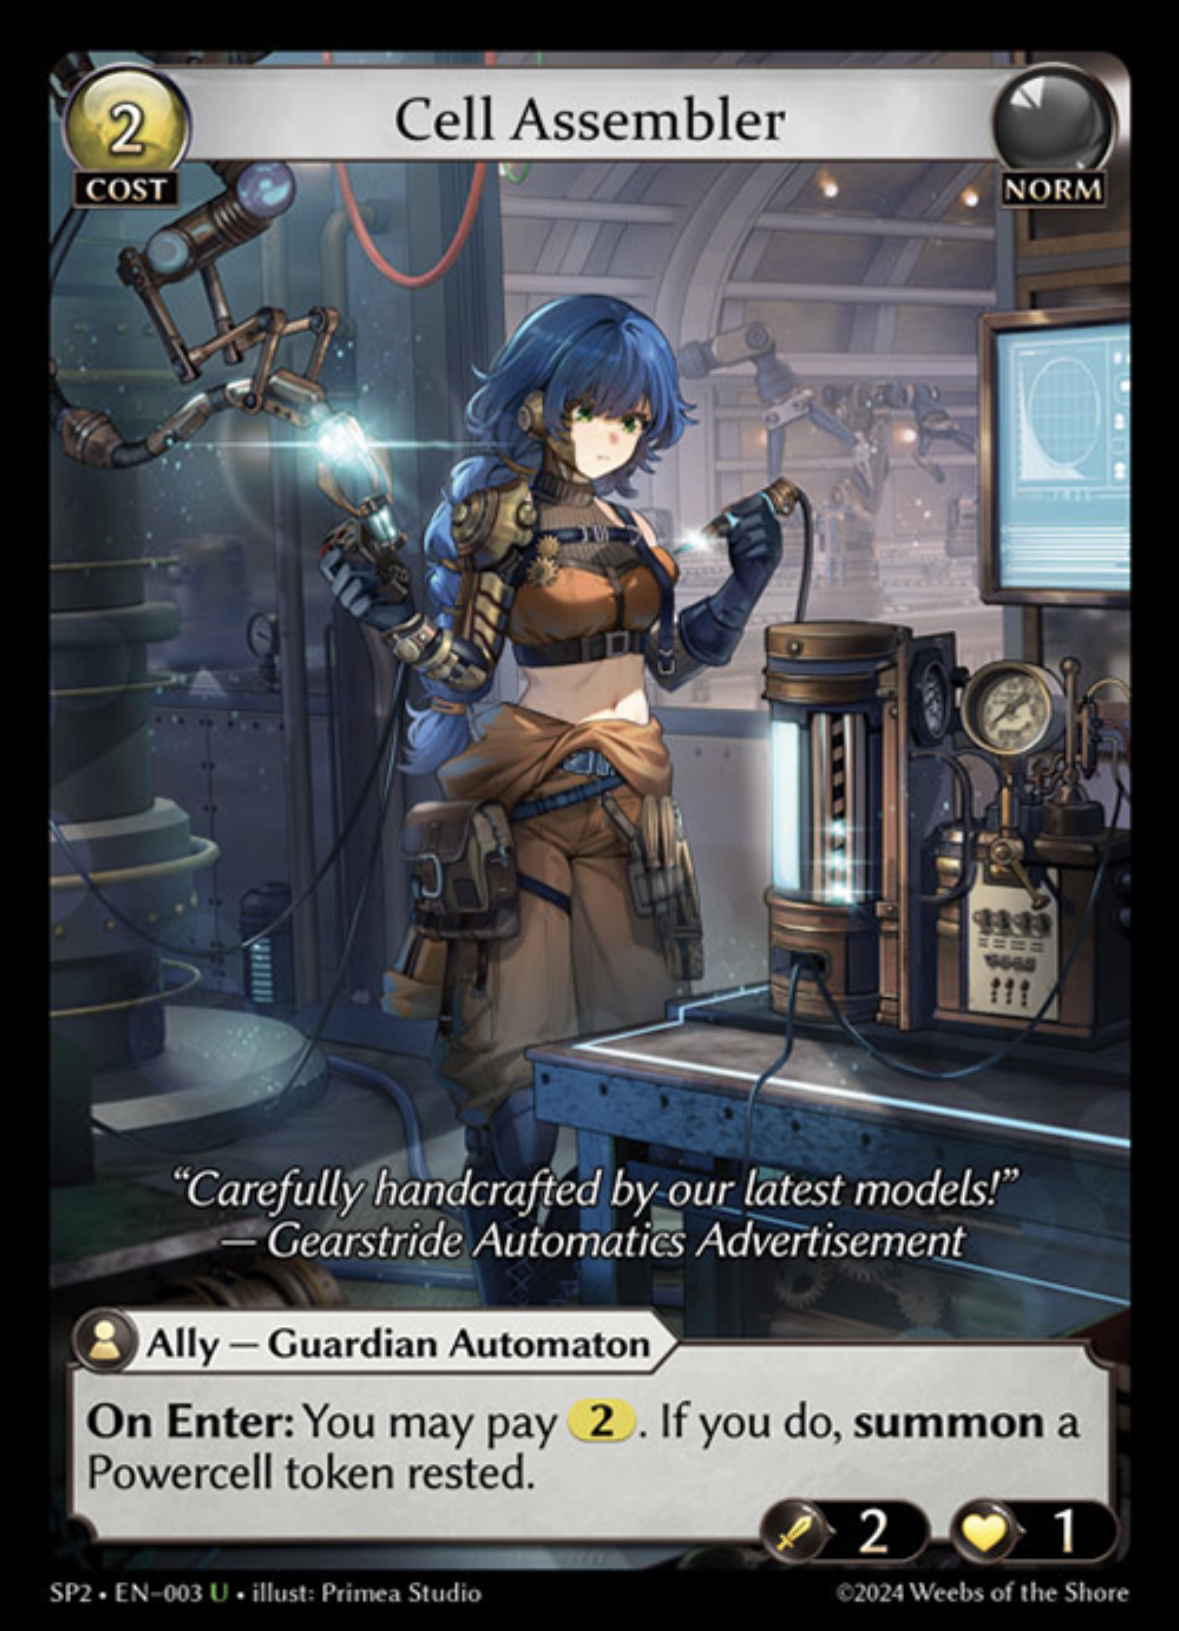 2
Cell Assembler
COST
NORM
“Carefully handcrafted by our latest models!”
— Gearstride Automatics Advertisement
Ally — Guardian Automaton
On Enter: You may pay 2. If you do, summon a
Powercell token rested.
2
1
SP2 • EN-003 U • illust: Primea Studio
©2024 Weebs of the Shore